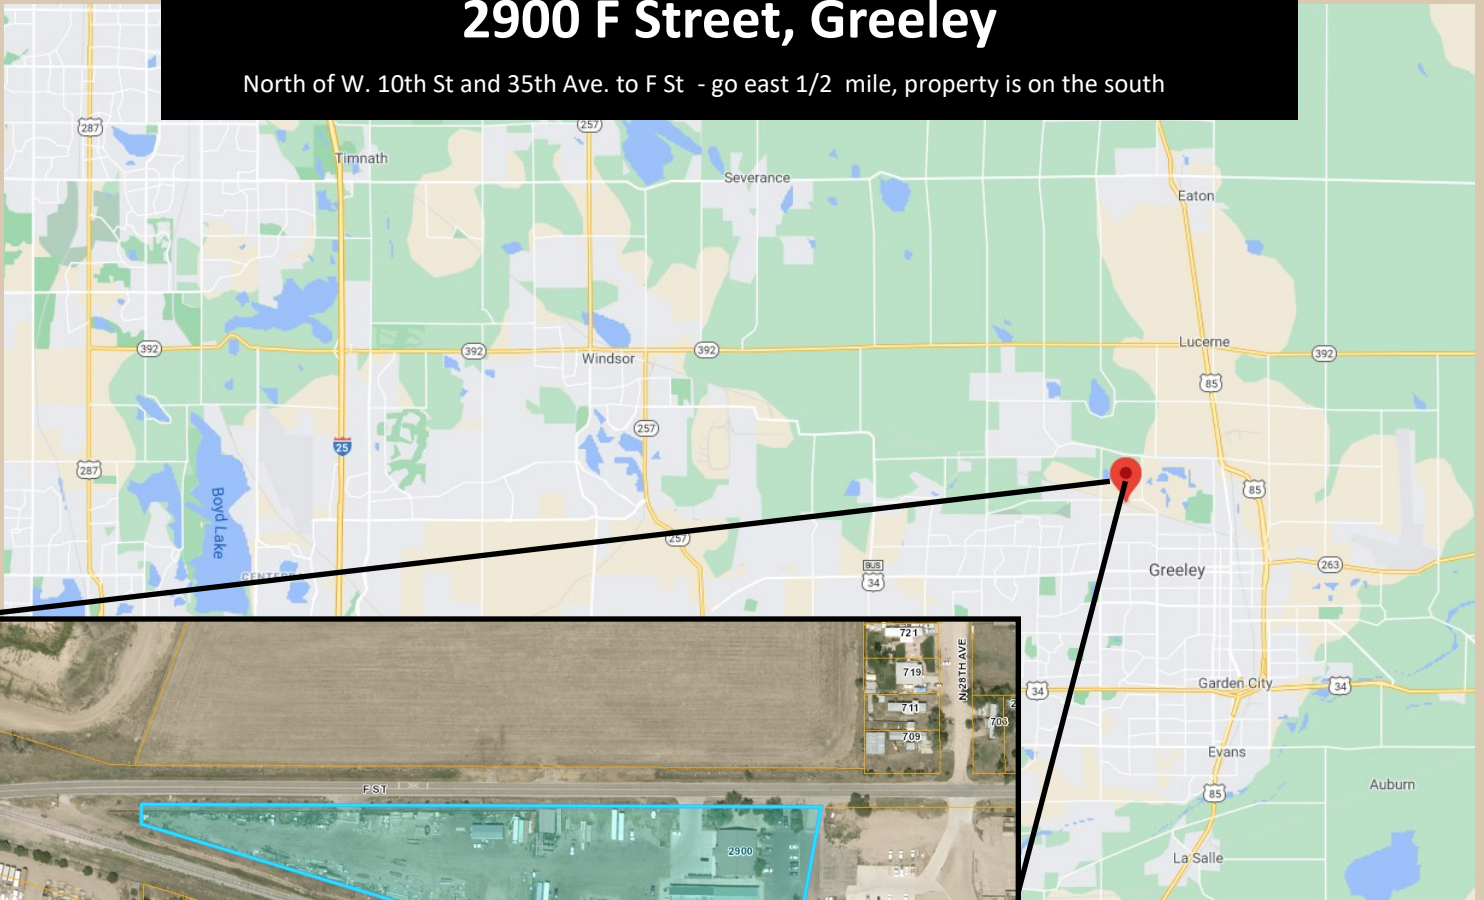 2900 F Street, Greeley
North of W. 10th St and 35th Ave. to F St - go east 1/2 mile, property is on the south
287
257
Timnath
Severance
Eaton
392
392
Windsor
392
Lucerne
392
85
257
25
287
Boyd Lake
85
257
BUS
34
263
Greeley
34
Garden City
34
Evans
Auburn
85
La Salle
721
719
711
709
N 28TH AVE
F ST
2900